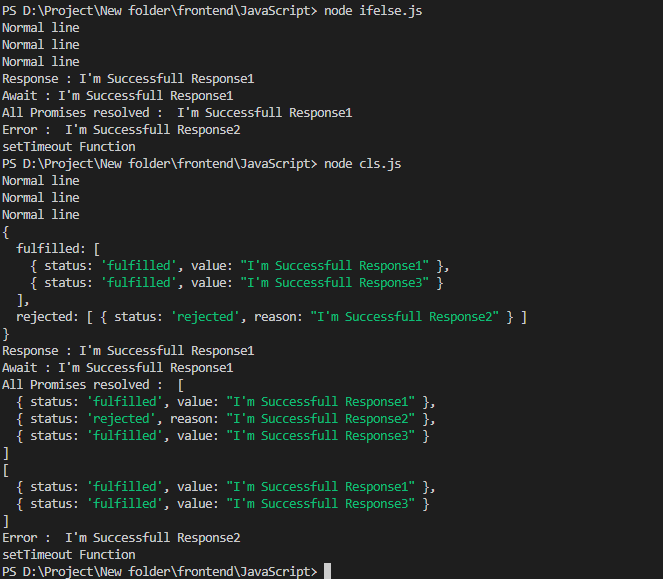 PS D:\Project\New folder\frontend\JavaScript> node ifelse.js
Normal line
Normal line
Normal line
Response : I'm Successfull Response1
Await : I'm Successfull Response1
All Promises resolved :  I'm Successfull Response1
Error :  I'm Successfull Response2
setTimeout Function
PS D:\Project\New folder\frontend\JavaScript> node cls.js
Normal line
Normal line
Normal line
{
  fulfilled: [
    { status: 'fulfilled', value: "I'm Successfull Response1" },
    { status: 'fulfilled', value: "I'm Successfull Response3" }
  ],
  rejected: [ { status: 'rejected', reason: "I'm Successfull Response2" } ]
}
Response : I'm Successfull Response1
Await : I'm Successfull Response1
All Promises resolved :  [
  { status: 'fulfilled', value: "I'm Successfull Response1" },
  { status: 'rejected', reason: "I'm Successfull Response2" },
  { status: 'fulfilled', value: "I'm Successfull Response3" }
]
[
  { status: 'fulfilled', value: "I'm Successfull Response1" },
  { status: 'fulfilled', value: "I'm Successfull Response3" }
]
Error :  I'm Successfull Response2
setTimeout Function
PS D:\Project\New folder\frontend\JavaScript>